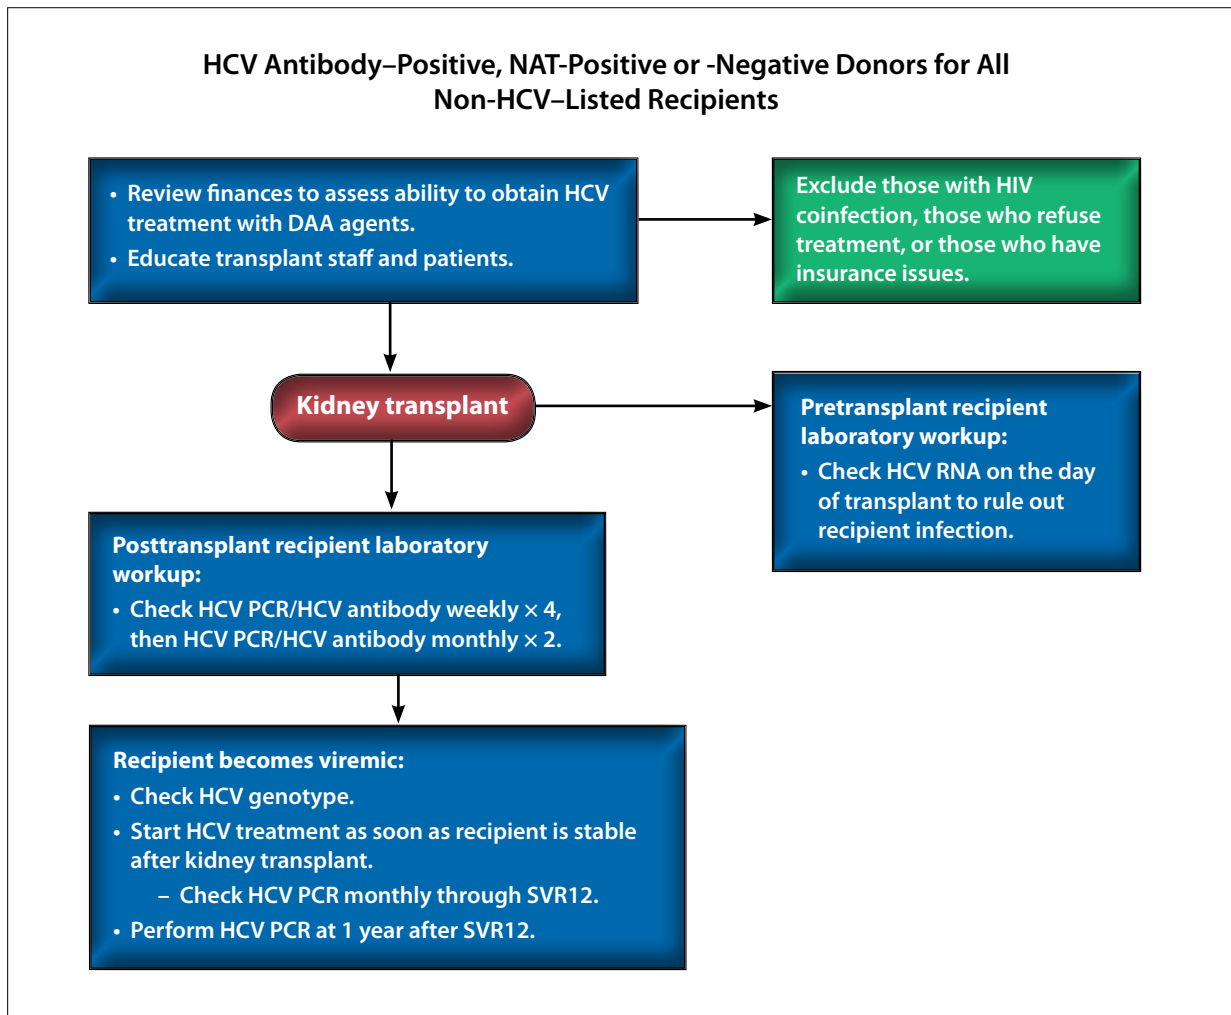 HCV Antibody–Positive, NAT-Positive or -Negative Donors for All
Non-HCV–Listed Recipients
• Review finances to assess ability to obtain HCV
treatment with DAA agents.
• Educate transplant staff and patients.
Exclude those with HIV
coinfection, those who refuse
treatment, or those who have
insurance issues.
Kidney transplant
Pretransplant recipient
laboratory workup:
• Check HCV RNA on the day
of transplant to rule out
recipient infection.
Posttransplant recipient laboratory
workup:
• Check HCV PCR/HCV antibody weekly × 4,
then HCV PCR/HCV antibody monthly × 2.
Recipient becomes viremic:
• Check HCV genotype.
• Start HCV treatment as soon as recipient is stable
after kidney transplant.
– Check HCV PCR monthly through SVR12.
• Perform HCV PCR at 1 year after SVR12.